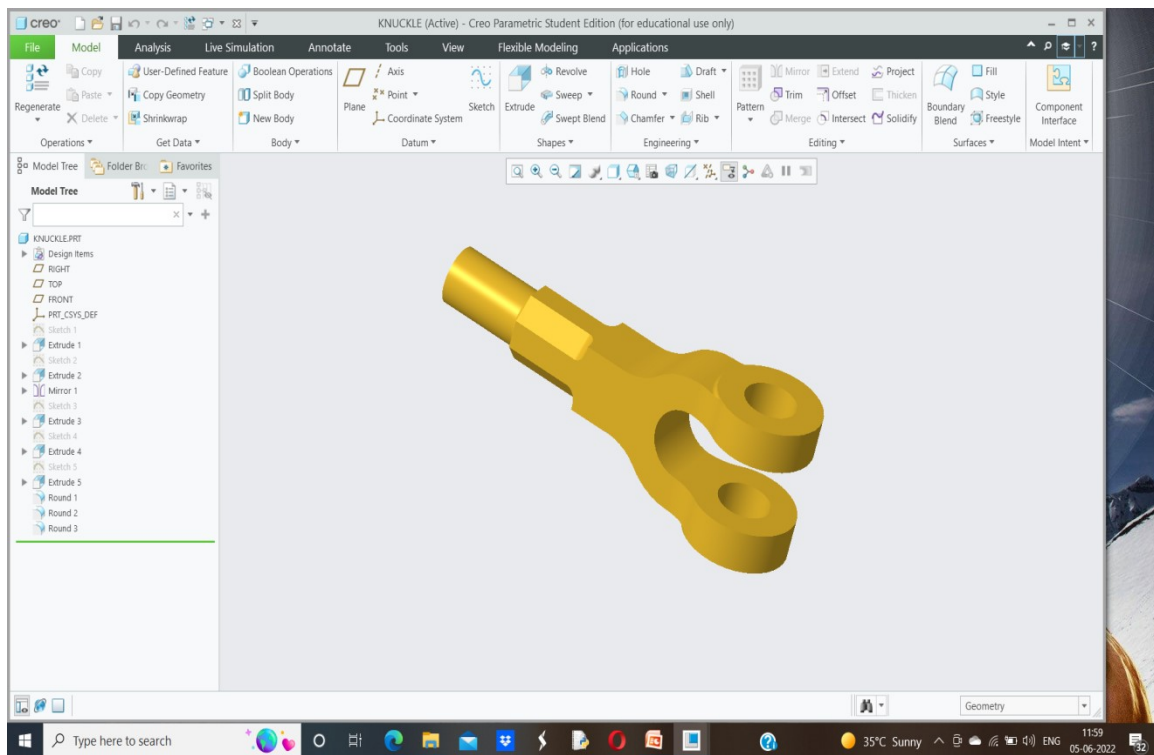 creo KNUCKLE (Active) - Creo Parametric Student Edition (for educational use only)
File Model Analysis Live Simulation Annotate Tools View Flexible Modeling Applications
Copy User-Defined Feature Boolean Operations Axis Revolve Hole Draft Mirror Extend Project Fill
Regenerate Paste Copy Geometry Split Body Plane Point Sketch Extrude Sweep Round Shell Pattern Trim Offset Thicken Boundary Blend Style Component Interface
Delete Shrinkwrap New Body Coordinate System Swept Blend Chamfer Rib Merge Intersect Solidify Freestyle
Operations Get Data Body Datum Shapes Engineering Editing Surfaces Model Intent
Model Tree Folder Br Favorites
Model Tree
KNUCKLE.PRT
Design Items
RIGHT
TOP
FRONT
PRT_CSYS_DEF
Sketch 1
Extrude 1
Sketch 2
Extrude 2
Mirror 1
Sketch 3
Extrude 3
Sketch 4
Extrude 4
Sketch 5
Extrude 5
Round 1
Round 2
Round 3
Geometry
Type here to search 35°C Sunny ENG 11:59
05-06-2022 32